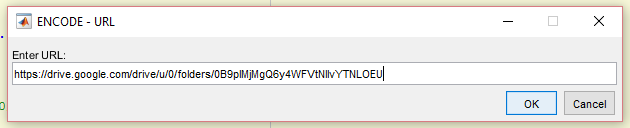 ENCODE - URL
Enter URL:
https://drive.google.com/drive/u/0/folders/0B9plMjMgQ6y4WFVtNllvYTNLOEU
OK
Cancel